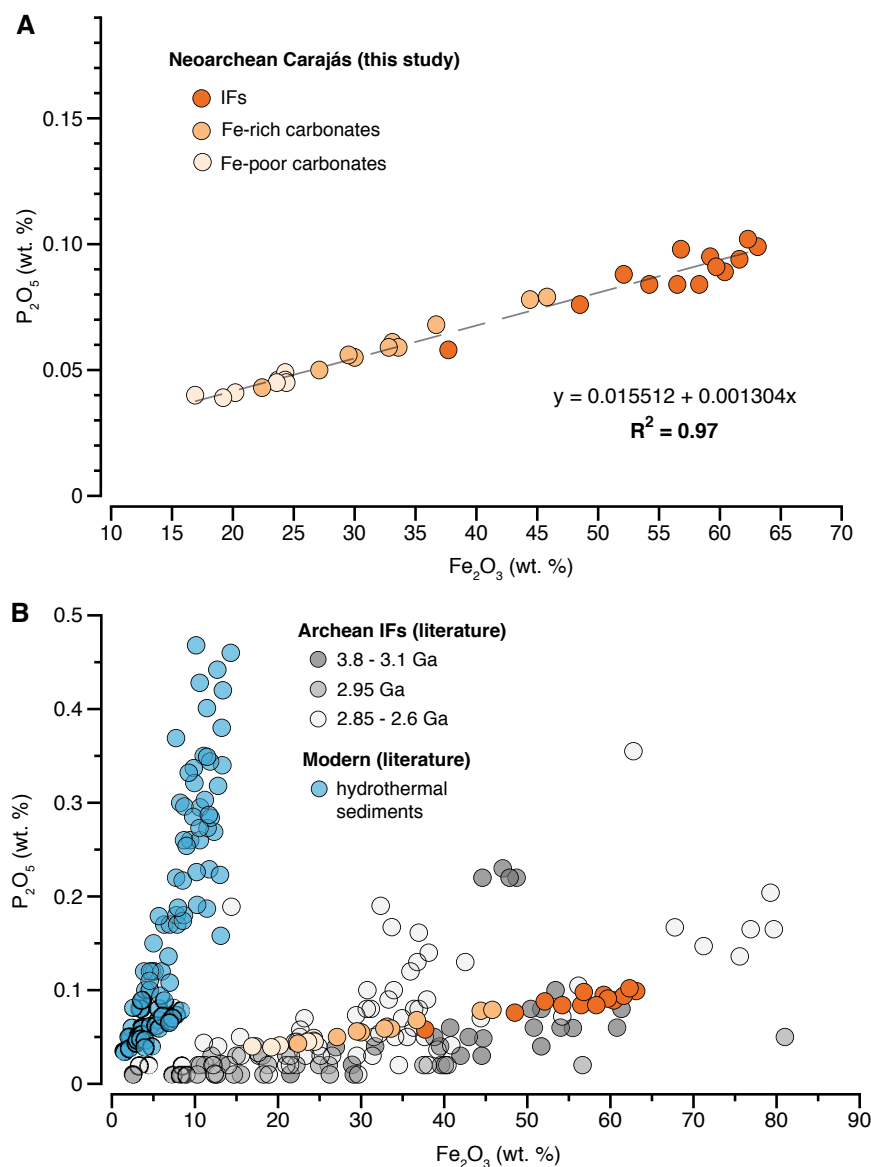 A
Neoarchean Carajás (this study)
IFs
Fe-rich carbonates
Fe-poor carbonates
0.15
0.10
0.05
0
P₂O₅ (wt. %)
y = 0.015512 + 0.001304x
R² = 0.97
10 15 20 25 30 35 40 45 50 55 60 65 70
Fe₂O₃ (wt. %)
B
0.5
0.4
0.3
0.2
0.1
0
P₂O₅ (wt. %)
Archean IFs (literature)
3.8 - 3.1 Ga
2.95 Ga
2.85 - 2.6 Ga
Modern (literature)
hydrothermal
sediments
0 10 20 30 40 50 60 70 80 90
Fe₂O₃ (wt. %)